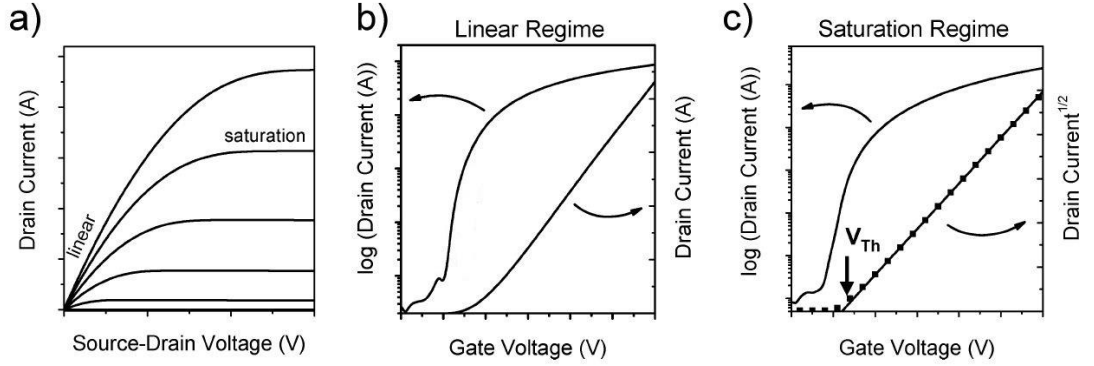 a)
Drain Current (A)
linear
saturation
Source-Drain Voltage (V)
b)
Linear Regime
log (Drain Current (A))
Drain Current (A)
Gate Voltage (V)
c)
Saturation Regime
log (Drain Current (A))
V_Th
Drain Current^1/2
Gate Voltage (V)